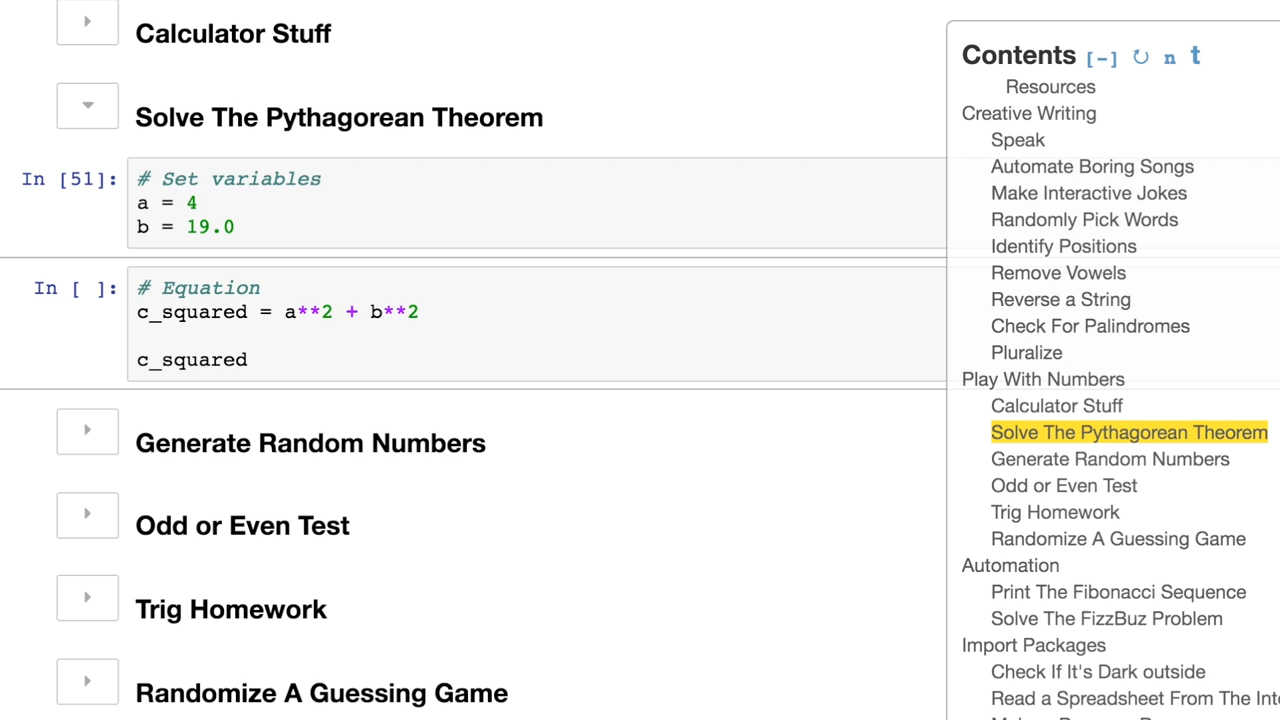 Calculator Stuff
Solve The Pythagorean Theorem
In [51]:
# Set variables
a = 4
b = 19.0
In [ ]:
# Equation
c_squared = a**2 + b**2
c_squared
Generate Random Numbers
Odd or Even Test
Trig Homework
Randomize A Guessing Game
Contents [-] ↻ n t
Resources
Creative Writing
Speak
Automate Boring Songs
Make Interactive Jokes
Randomly Pick Words
Identify Positions
Remove Vowels
Reverse a String
Check For Palindromes
Pluralize
Play With Numbers
Calculator Stuff
Solve The Pythagorean Theorem
Generate Random Numbers
Odd or Even Test
Trig Homework
Randomize A Guessing Game
Automation
Print The Fibonacci Sequence
Solve The FizzBuz Problem
Import Packages
Check If It's Dark outside
Read a Spreadsheet From The